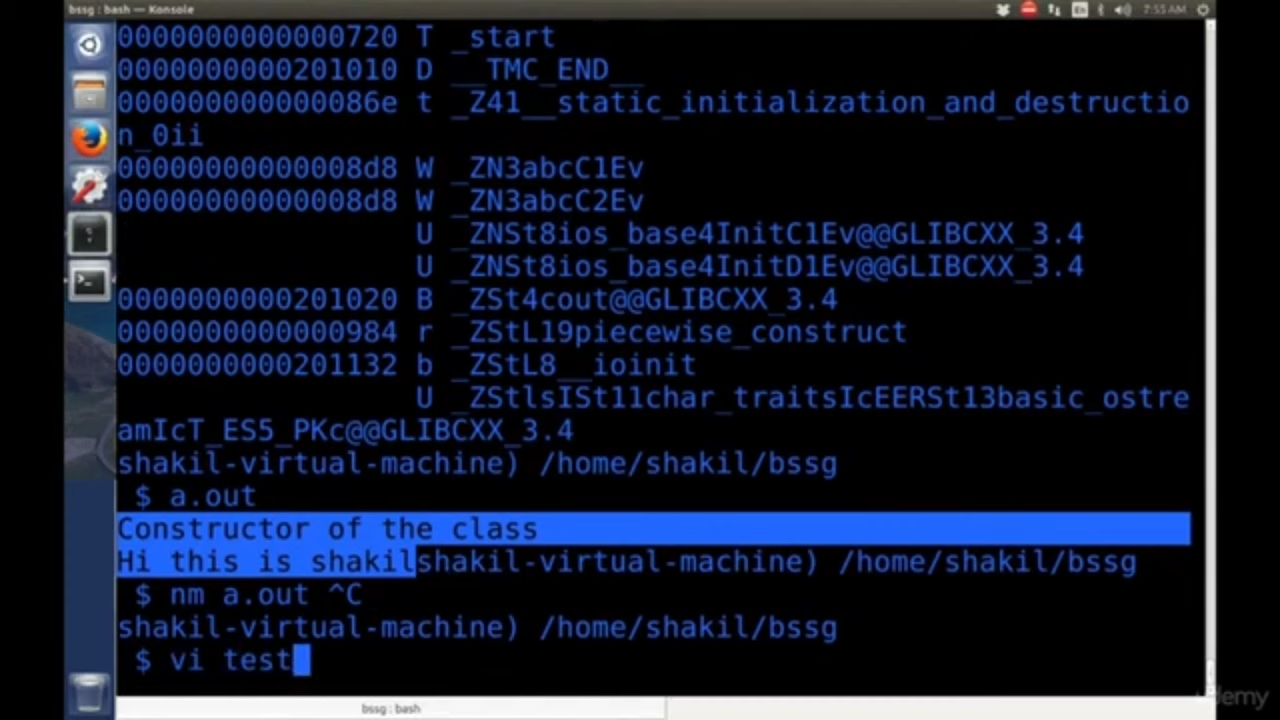 bssg : bash — Konsole
En
7:55 AM
0000000000000720 T _start
0000000000201010 D __TMC_END__
000000000000086e t _Z41__static_initialization_and_destructio
n_0ii
00000000000008d8 W _ZN3abcC1Ev
00000000000008d8 W _ZN3abcC2Ev
U _ZNSt8ios_base4InitC1Ev@@GLIBCXX_3.4
U _ZNSt8ios_base4InitD1Ev@@GLIBCXX_3.4
0000000000201020 B _ZSt4cout@@GLIBCXX_3.4
0000000000000984 r _ZStL19piecewise_construct
0000000000201132 b _ZStL8__ioinit
U _ZStlsISt11char_traitsIcEERSt13basic_ostre
amIcT_ES5_PKc@@GLIBCXX_3.4
shakil-virtual-machine) /home/shakil/bssg
$ a.out
Constructor of the class
Hi this is shakilshakil-virtual-machine) /home/shakil/bssg
$ nm a.out ^C
shakil-virtual-machine) /home/shakil/bssg
$ vi test
bssg : bash